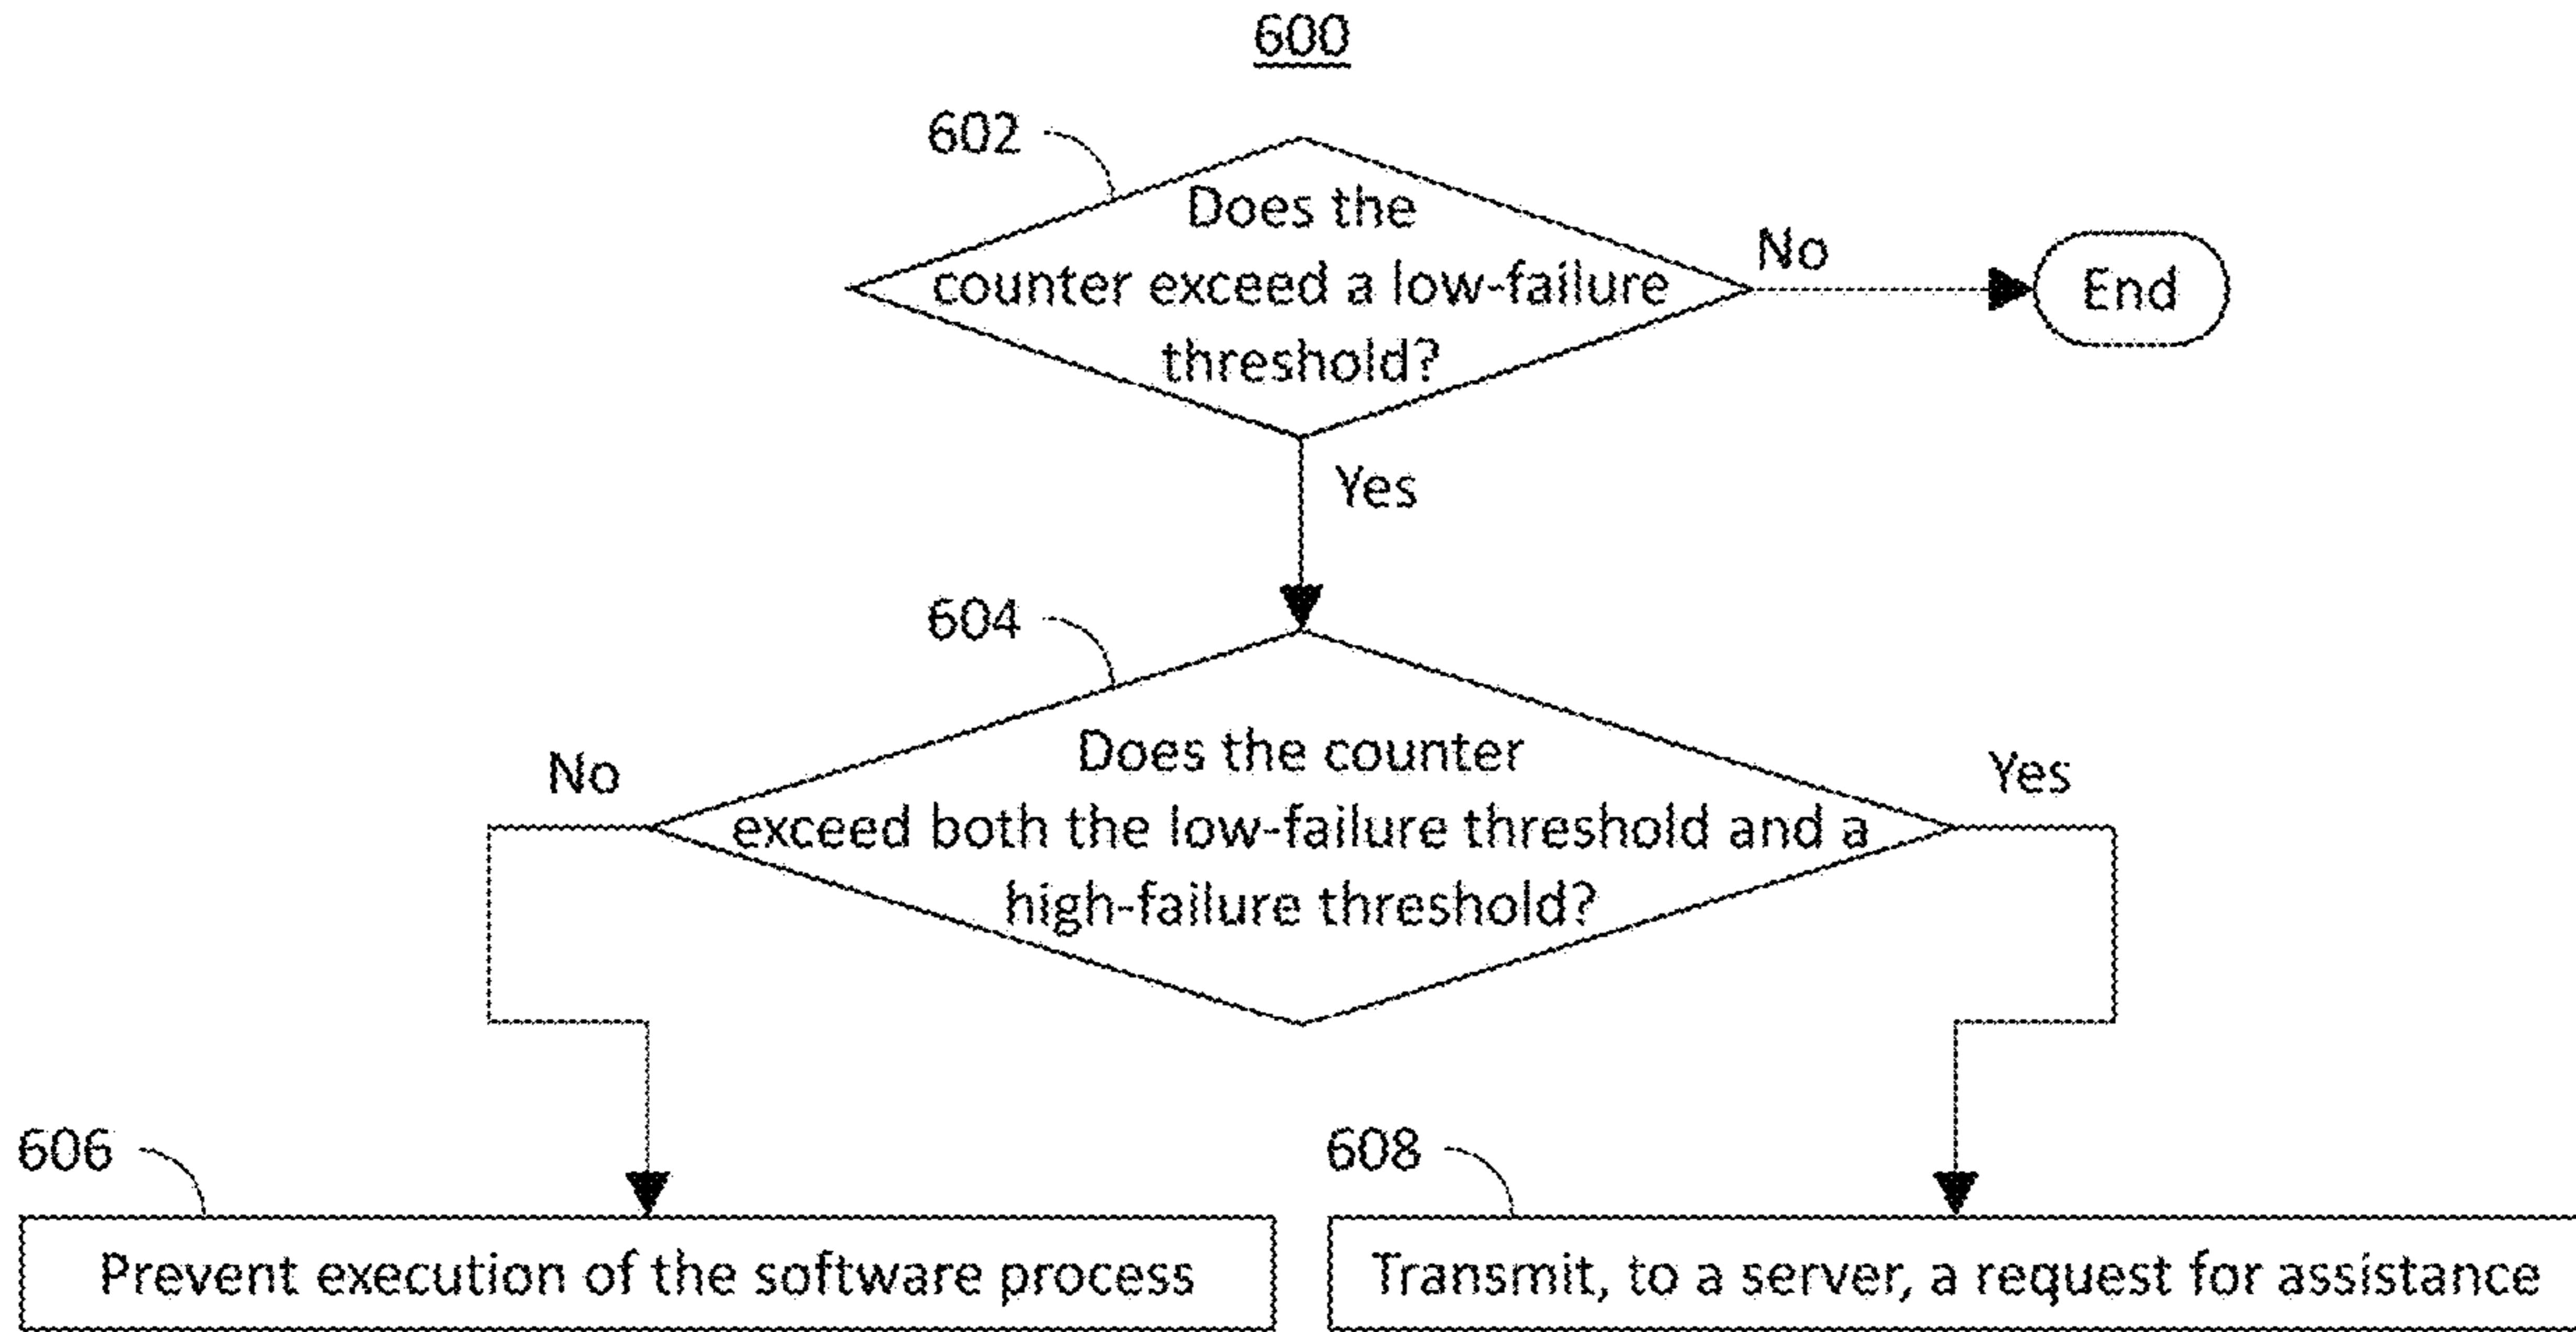 600
602
Does the
counter exceed a low-failure
threshold?
No
End
Yes
604
Does the counter
exceed both the low-failure threshold and a
high-failure threshold?
No
Yes
606
Prevent execution of the software process
608
Transmit, to a server, a request for assistance